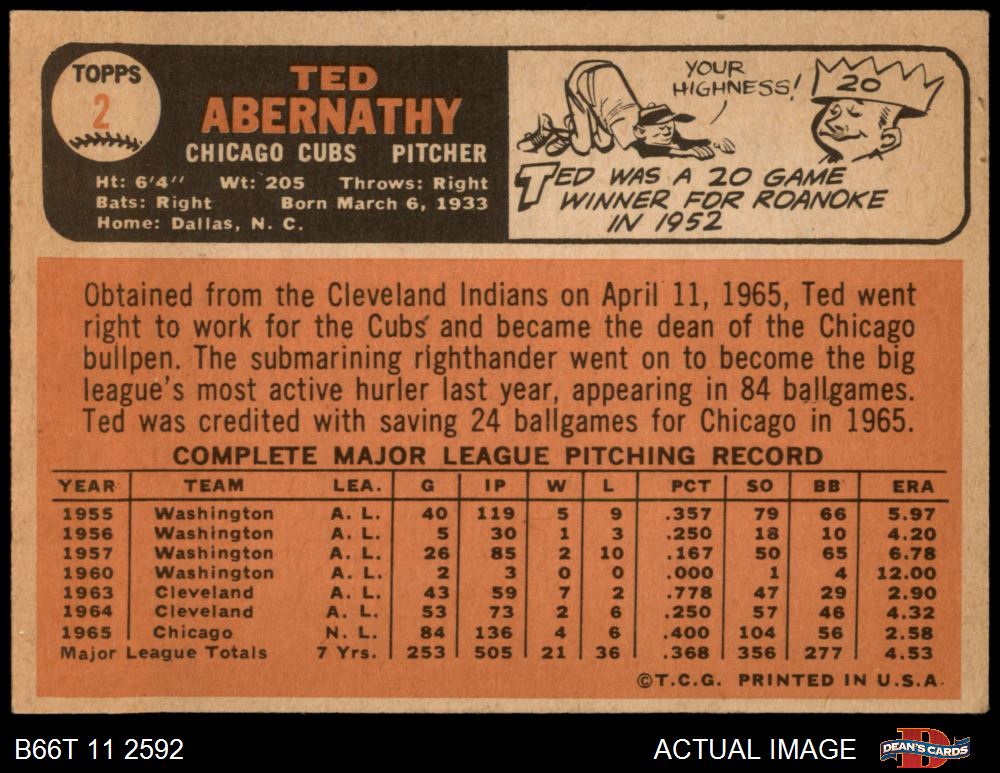 TOPPS
2
TED
ABERNATHY
CHICAGO CUBS PITCHER
Ht: 6'4" Wt: 205 Throws: Right
Bats: Right Born March 6, 1933
Home: Dallas, N. C.
YOUR
HIGHNESS!
20
TED WAS A 20 GAME
WINNER FOR ROANOKE
IN 1952
Obtained from the Cleveland Indians on April 11, 1965, Ted went
right to work for the Cubs and became the dean of the Chicago
bullpen. The submarining righthander went on to become the big
league's most active hurler last year, appearing in 84 ballgames.
Ted was credited with saving 24 ballgames for Chicago in 1965.
COMPLETE MAJOR LEAGUE PITCHING RECORD
YEAR TEAM LEA. G IP W L PCT SO BB ERA
1955 Washington A. L. 40 119 5 9 .357 79 66 5.97
1956 Washington A. L. 5 30 1 3 .250 18 10 4.20
1957 Washington A. L. 26 85 2 10 .167 50 65 6.78
1960 Washington A. L. 2 3 0 0 .000 1 4 12.00
1963 Cleveland A. L. 43 59 7 2 .778 47 29 2.90
1964 Cleveland A. L. 53 73 2 6 .250 57 46 4.32
1965 Chicago N. L. 84 136 4 6 .400 104 56 2.58
Major League Totals 7 Yrs. 253 505 21 36 .368 356 277 4.53
©T.C.G. PRINTED IN U.S.A.
B66T 11 2592
ACTUAL IMAGE
DEAN'S CARDS